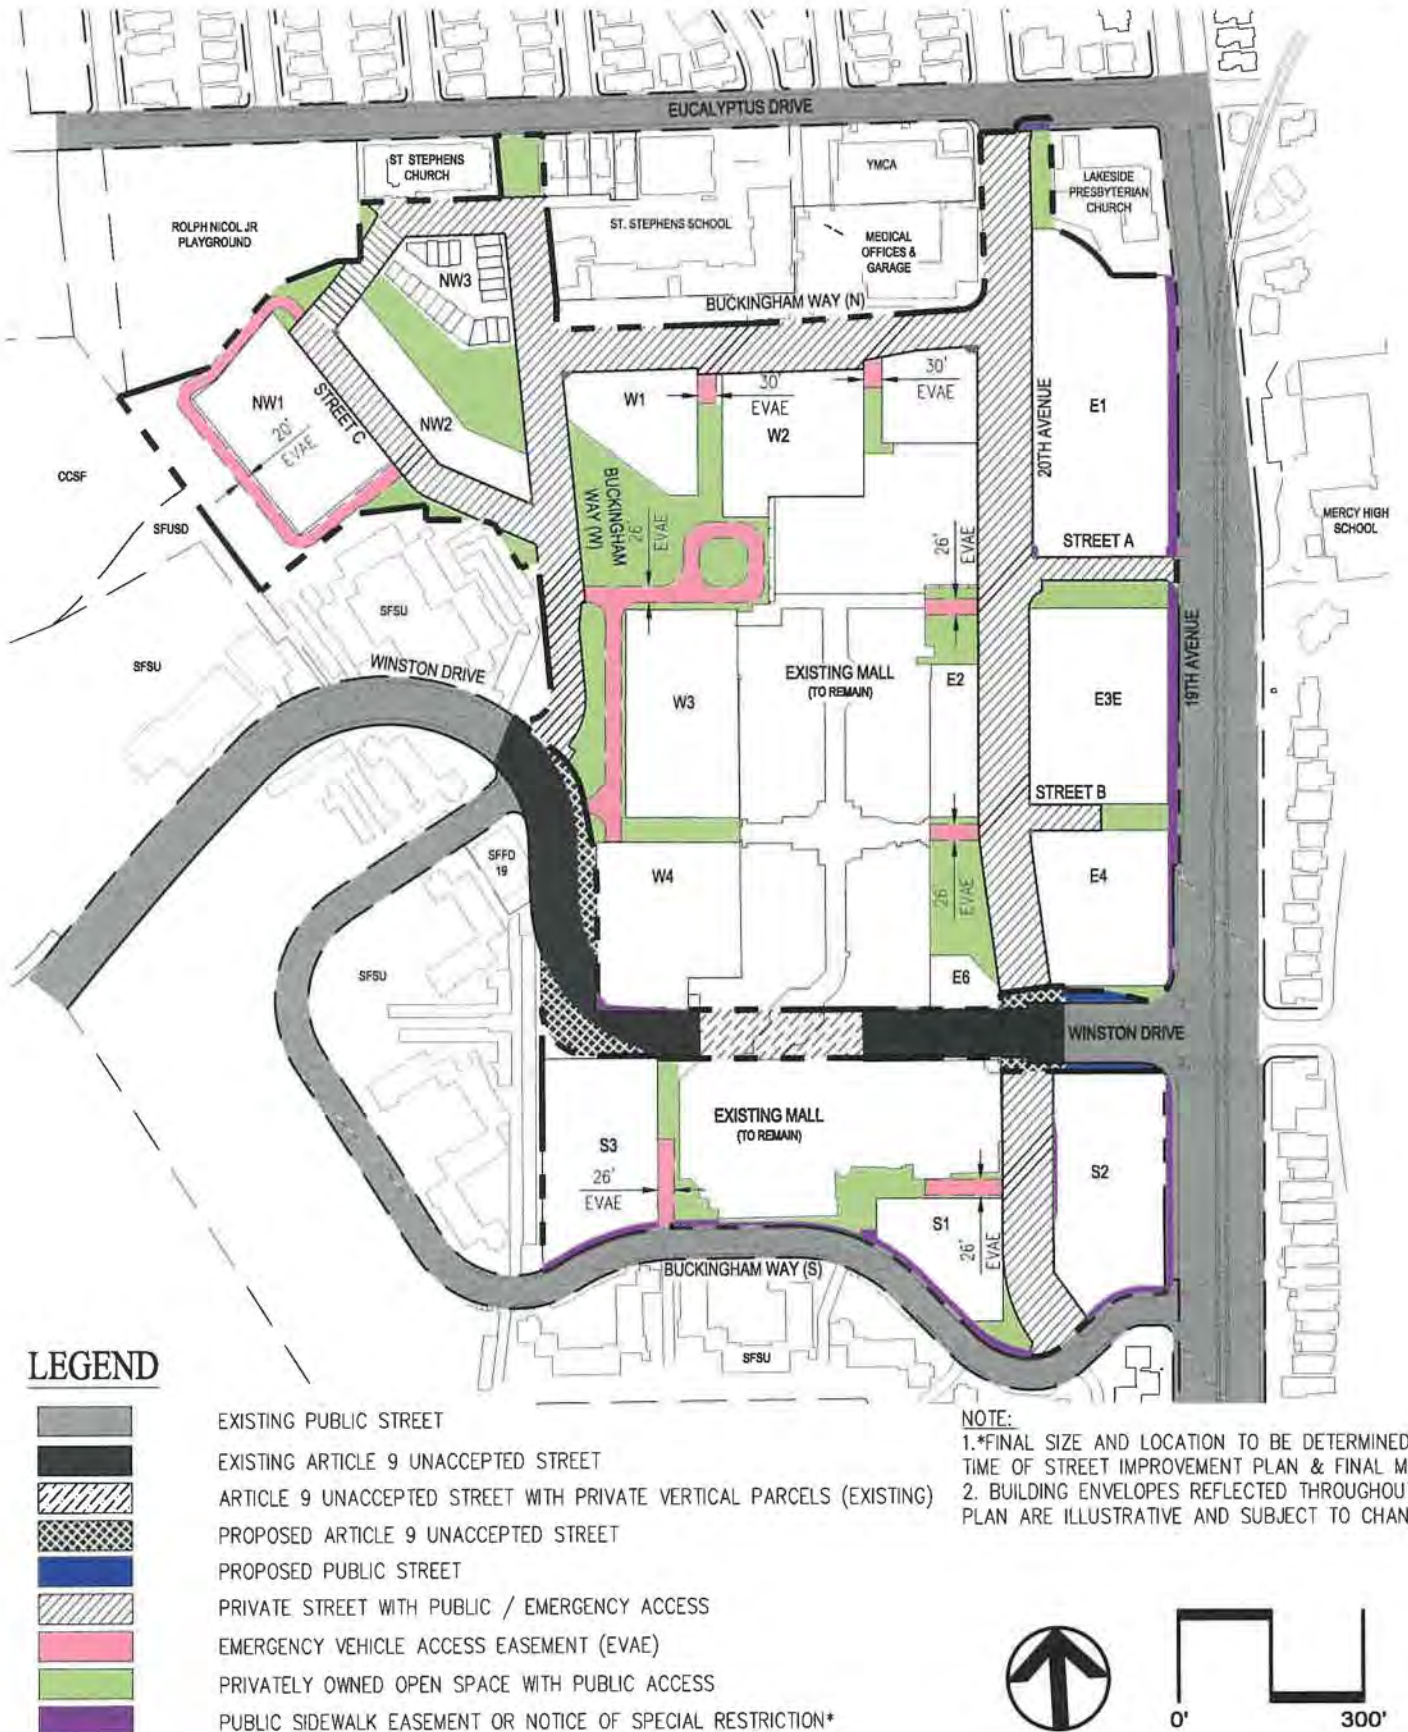 EUCALYPTUS DRIVE
ST STEPHENS
CHURCH
YMCA
LAKESIDE
PRESBYTERIAN
CHURCH
ROLPH NICOL JR
PLAYGROUND
ST. STEPHENS SCHOOL
MEDICAL
OFFICES &
GARAGE
NW3
BUCKINGHAM WAY (N)
NW1
STREET C
20'
EVAE
NW2
W1
30'
EVAE
W2
30'
EVAE
20TH AVENUE
E1
CCSF
SFUSD
BUCKINGHAM
WAY (W)
26
EVAE
26'
EVAE
STREET A
MERCY HIGH
SCHOOL
SFSU
SFSU
WINSTON DRIVE
W3
EXISTING MALL
(TO REMAIN)
E2
E3E
19TH AVENUE
STREET B
SFFD
19
W4
26'
EVAE
E4
SFSU
E6
WINSTON DRIVE
EXISTING MALL
(TO REMAIN)
S3
26'
EVAE
S2
S1
26'
EVAE
BUCKINGHAM WAY (S)
SFSU
LEGEND
EXISTING PUBLIC STREET
EXISTING ARTICLE 9 UNACCEPTED STREET
ARTICLE 9 UNACCEPTED STREET WITH PRIVATE VERTICAL PARCELS (EXISTING)
PROPOSED ARTICLE 9 UNACCEPTED STREET
PROPOSED PUBLIC STREET
PRIVATE STREET WITH PUBLIC / EMERGENCY ACCESS
EMERGENCY VEHICLE ACCESS EASEMENT (EVAE)
PRIVATELY OWNED OPEN SPACE WITH PUBLIC ACCESS
PUBLIC SIDEWALK EASEMENT OR NOTICE OF SPECIAL RESTRICTION*
NOTE:
1.*FINAL SIZE AND LOCATION TO BE DETERMINED
TIME OF STREET IMPROVEMENT PLAN & FINAL M
2. BUILDING ENVELOPES REFLECTED THROUGHOU
PLAN ARE ILLUSTRATIVE AND SUBJECT TO CHAN
0' 300'